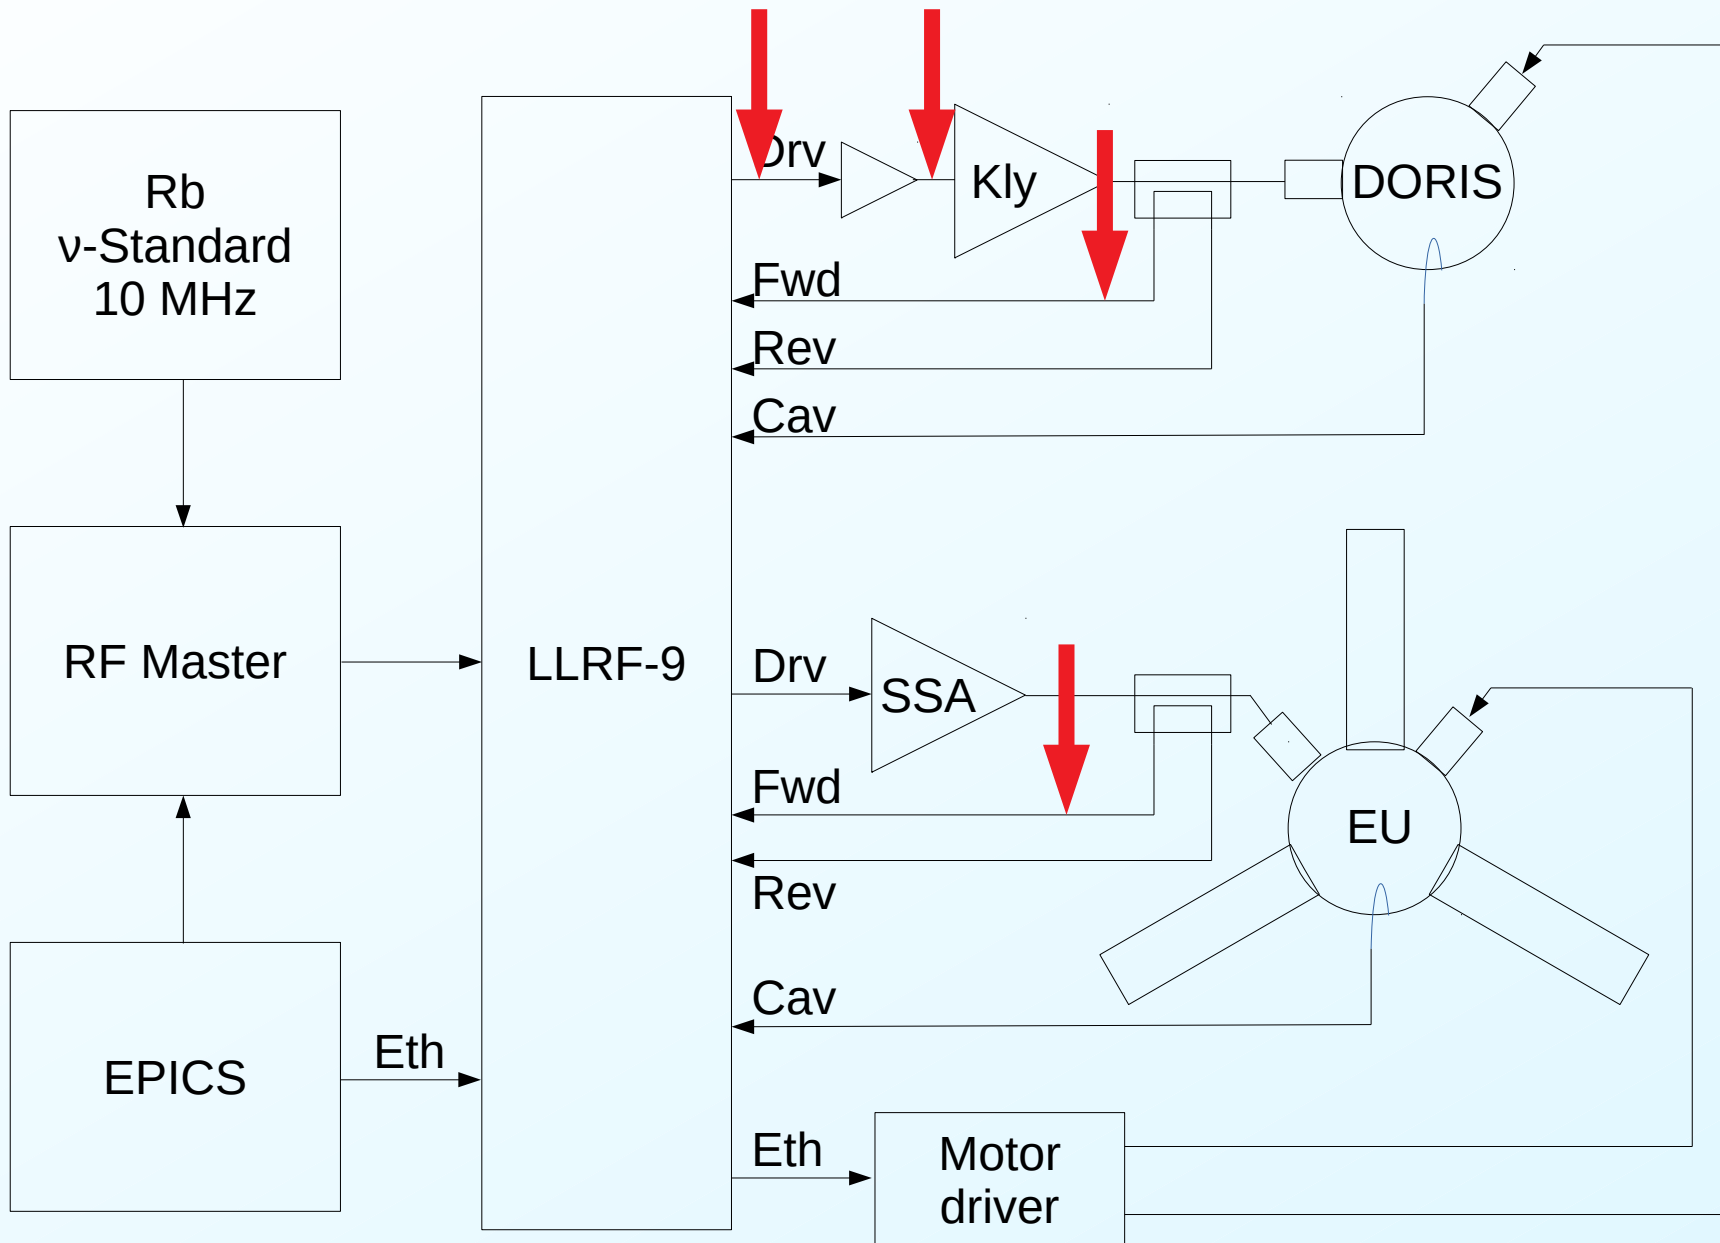 Rb
ν-Standard
10 MHz
RF Master
EPICS
Eth
LLRF-9
Drv
Kly
DORIS
Fwd
Rev
Cav
Drv
SSA
Fwd
EU
Rev
Cav
Eth
Motor
driver